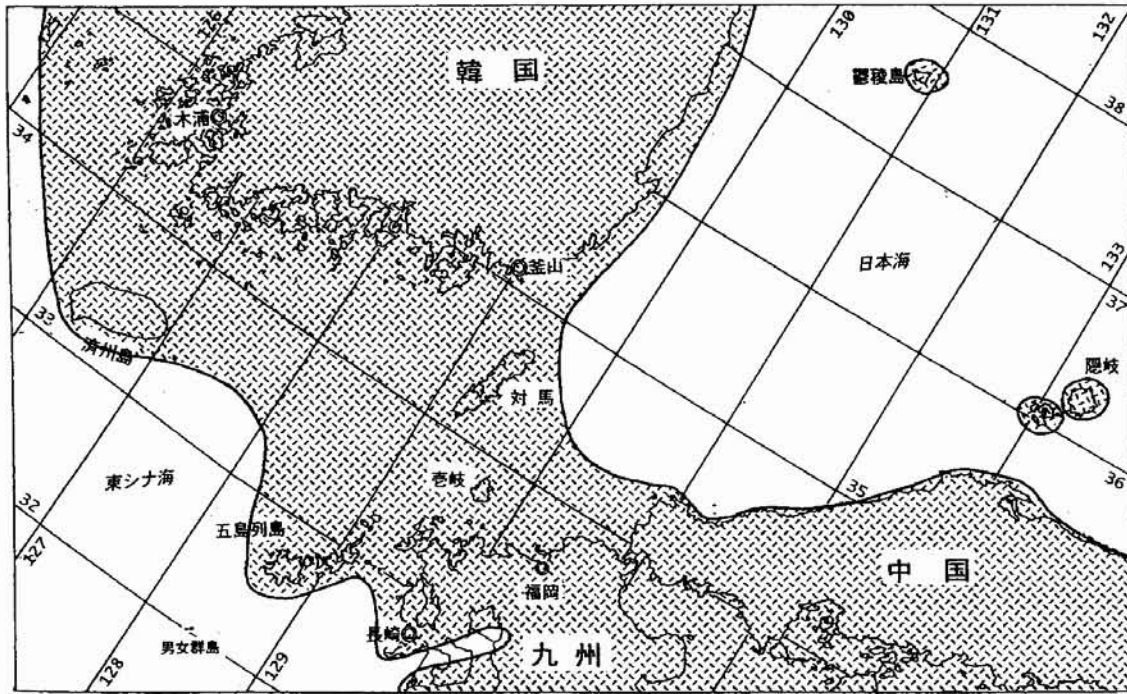 125
126
130
131
132
韓 国
鬱稜島
38
木浦
34
日本海
133
釜山
37
済州島
33
隠岐
対 馬
36
壱岐
35
東シナ海
32
五島列島
127
中 国
福岡
長崎
九 州
男女群島
128
129